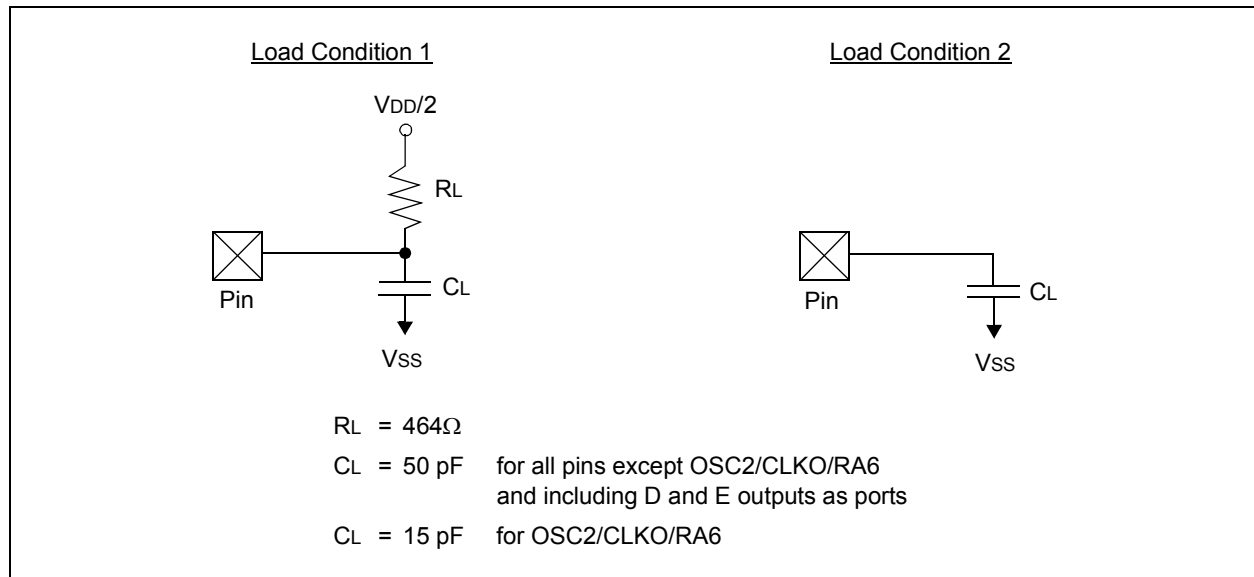 Load Condition 1
VDD/2
RL
Pin
CL
VSS
Load Condition 2
Pin
CL
VSS
RL = 464Ω
CL = 50 pF for all pins except OSC2/CLKO/RA6
and including D and E outputs as ports
CL = 15 pF for OSC2/CLKO/RA6